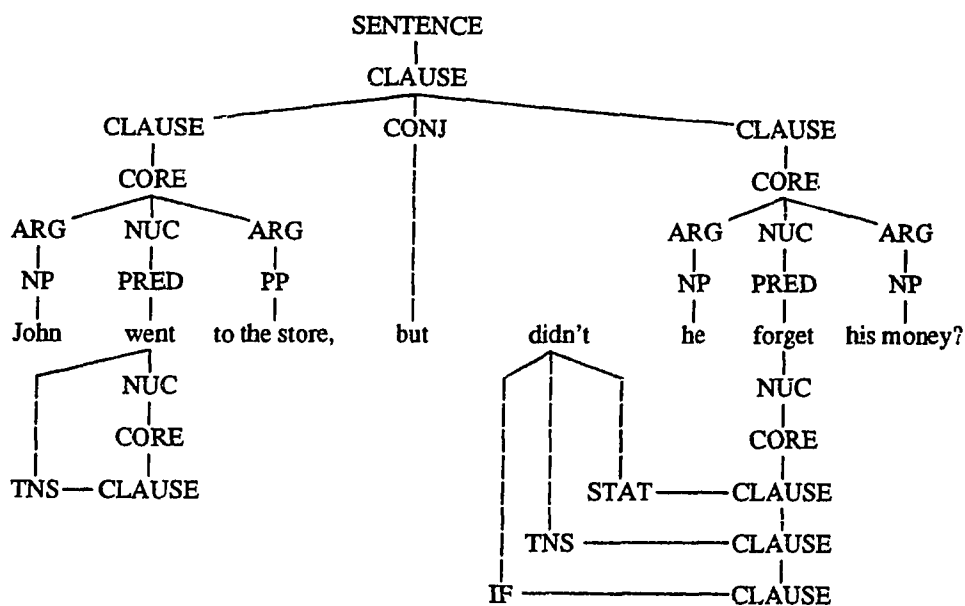 SENTENCE
CLAUSE
CLAUSE CONJ CLAUSE
CORE CORE
ARG NUC ARG ARG NUC ARG
NP PRED PP NP PRED NP
John went to the store, but didn't he forget his money?
NUC NUC
CORE CORE
TNS CLAUSE STAT CLAUSE
TNS CLAUSE
IF CLAUSE